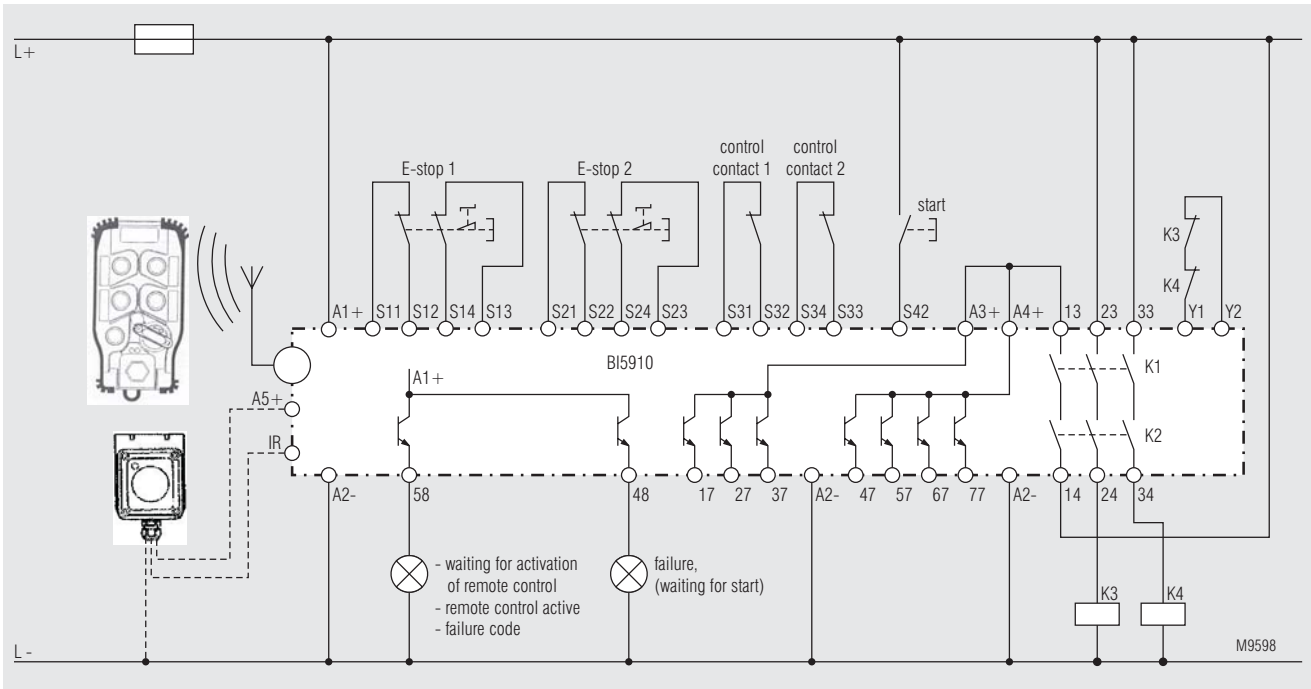 L+
E-stop 1
E-stop 2
control
contact 1
control
contact 2
start
K3
K4
A1+ S11 S12 S14 S13 S21 S22 S24 S23 S31 S32 S34 S33 S42 A3+ A4+ 13 23 33 Y1 Y2
BI5910
K1
A1+
A5+
K2
IR
A2- 58 48 17 27 37 A2- 47 57 67 77 A2- 14 24 34
- waiting for activation
of remote control
- remote control active
- failure code
failure,
(waiting for start)
K3 K4
L -
M9598